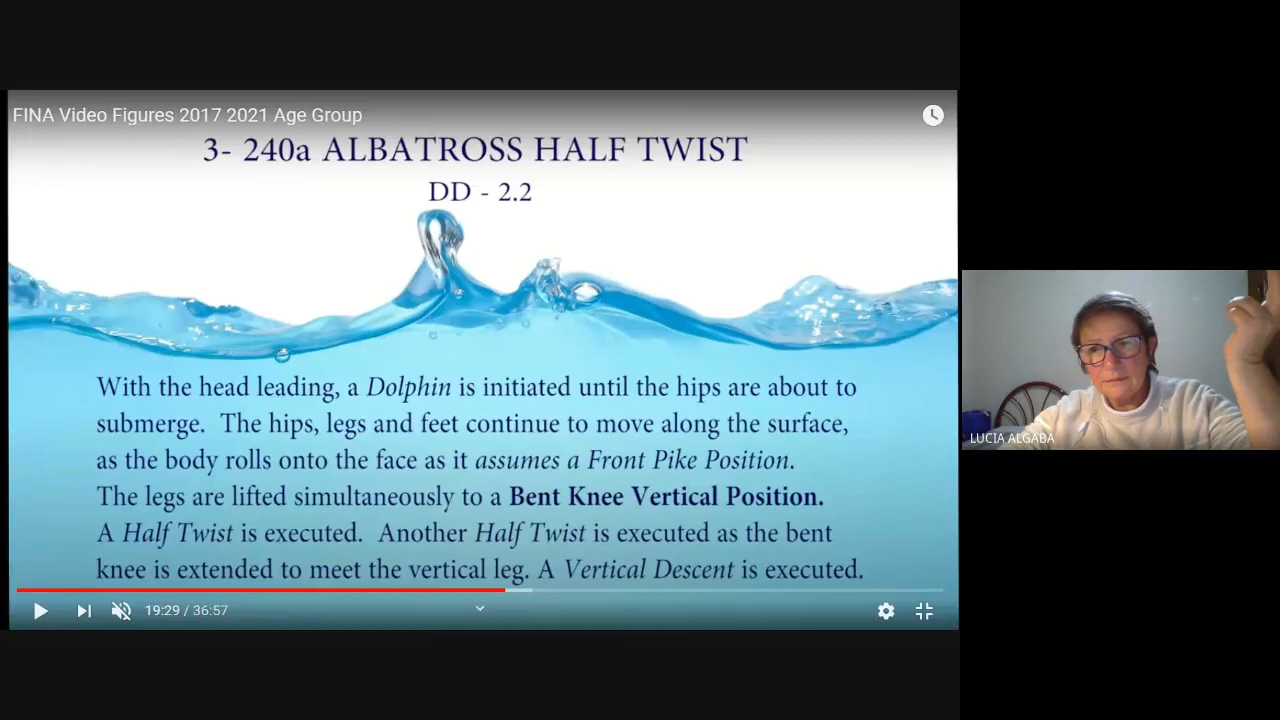 FINA Video Figures 2017 2021 Age Group
3- 240a ALBATROSS HALF TWIST
DD - 2.2
With the head leading, a Dolphin is initiated until the hips are about to
submerge. The hips, legs and feet continue to move along the surface,
as the body rolls onto the face as it assumes a Front Pike Position.
The legs are lifted simultaneously to a Bent Knee Vertical Position.
A Half Twist is executed. Another Half Twist is executed as the bent
knee is extended to meet the vertical leg. A Vertical Descent is executed.
19:29 / 36:57
LUCIA ALGABA